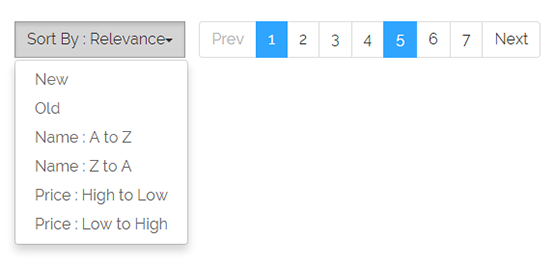 Sort By : Relevance Prev 1 2 3 4 5 6 7 Next
New
Old
Name : A to Z
Name : Z to A
Price : High to Low
Price : Low to High